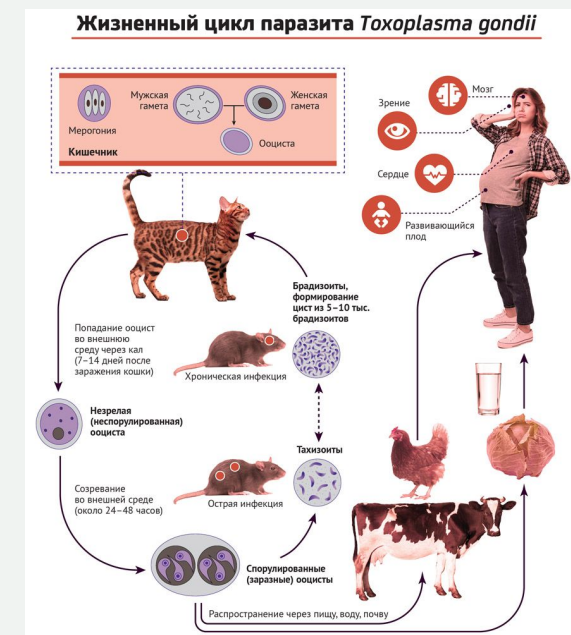 Жизненный цикл паразита Toxoplasma gondii
Мерогония
Мужская
гамета
Женская
гамета
Ооциста
Кишечник
Зрение
Мозг
Сердце
Развивающийся
плод
Брадизоиты,
формирование
цист из 5–10 тыс.
брадизоитов
Попадание ооцист
во внешнюю
среду через кал
(7–14 дней после
заражения кошки)
Хроническая инфекция
Незрелая
(неспорулированная)
ооциста
Тахизоиты
Созревание
во внешней среде
(около 24–48 часов)
Острая инфекция
Спорулированные
(заразные) ооцисты
Распространение через пищу, воду, почву